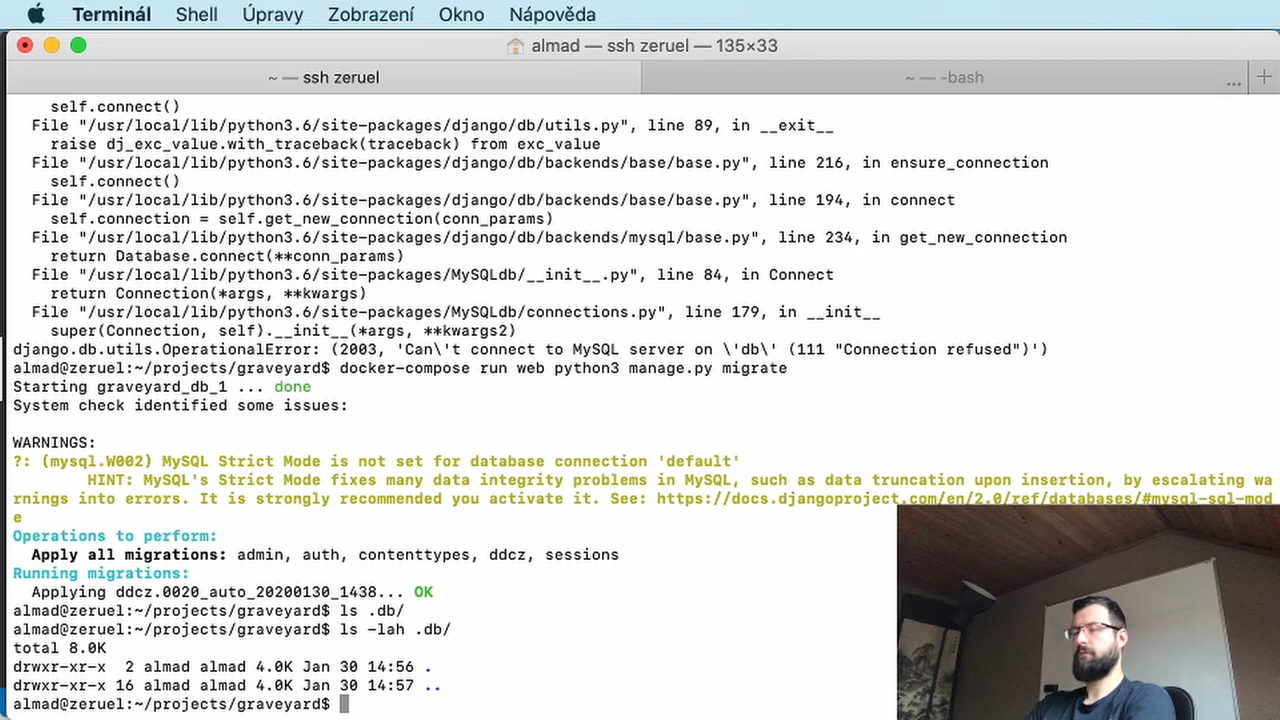 Terminál Shell Úpravy Zobrazení Okno Nápověda
almad — ssh zeruel — 135×33
~ — ssh zeruel
~ — -bash
... +
self.connect()
File "/usr/local/lib/python3.6/site-packages/django/db/utils.py", line 89, in __exit__
raise dj_exc_value.with_traceback(traceback) from exc_value
File "/usr/local/lib/python3.6/site-packages/django/db/backends/base/base.py", line 216, in ensure_connection
self.connect()
File "/usr/local/lib/python3.6/site-packages/django/db/backends/base/base.py", line 194, in connect
self.connection = self.get_new_connection(conn_params)
File "/usr/local/lib/python3.6/site-packages/django/db/backends/mysql/base.py", line 234, in get_new_connection
return Database.connect(**conn_params)
File "/usr/local/lib/python3.6/site-packages/MySQLdb/__init__.py", line 84, in Connect
return Connection(*args, **kwargs)
File "/usr/local/lib/python3.6/site-packages/MySQLdb/connections.py", line 179, in __init__
super(Connection, self).__init__(*args, **kwargs2)
django.db.utils.OperationalError: (2003, 'Can\'t connect to MySQL server on \'db\' (111 "Connection refused")')
almad@zeruel:~/projects/graveyard$ docker-compose run web python3 manage.py migrate
Starting graveyard_db_1 ... done
System check identified some issues:
WARNINGS:
?: (mysql.W002) MySQL Strict Mode is not set for database connection 'default'
HINT: MySQL's Strict Mode fixes many data integrity problems in MySQL, such as data truncation upon insertion, by escalating wa
rnings into errors. It is strongly recommended you activate it. See: https://docs.djangoproject.com/en/2.0/ref/databases/#mysql-sql-mod
e
Operations to perform:
Apply all migrations: admin, auth, contenttypes, ddcz, sessions
Running migrations:
Applying ddcz.0020_auto_20200130_1438... OK
almad@zeruel:~/projects/graveyard$ ls .db/
almad@zeruel:~/projects/graveyard$ ls -lah .db/
total 8.0K
drwxr-xr-x  2 almad almad 4.0K Jan 30 14:56 .
drwxr-xr-x 16 almad almad 4.0K Jan 30 14:57 ..
almad@zeruel:~/projects/graveyard$